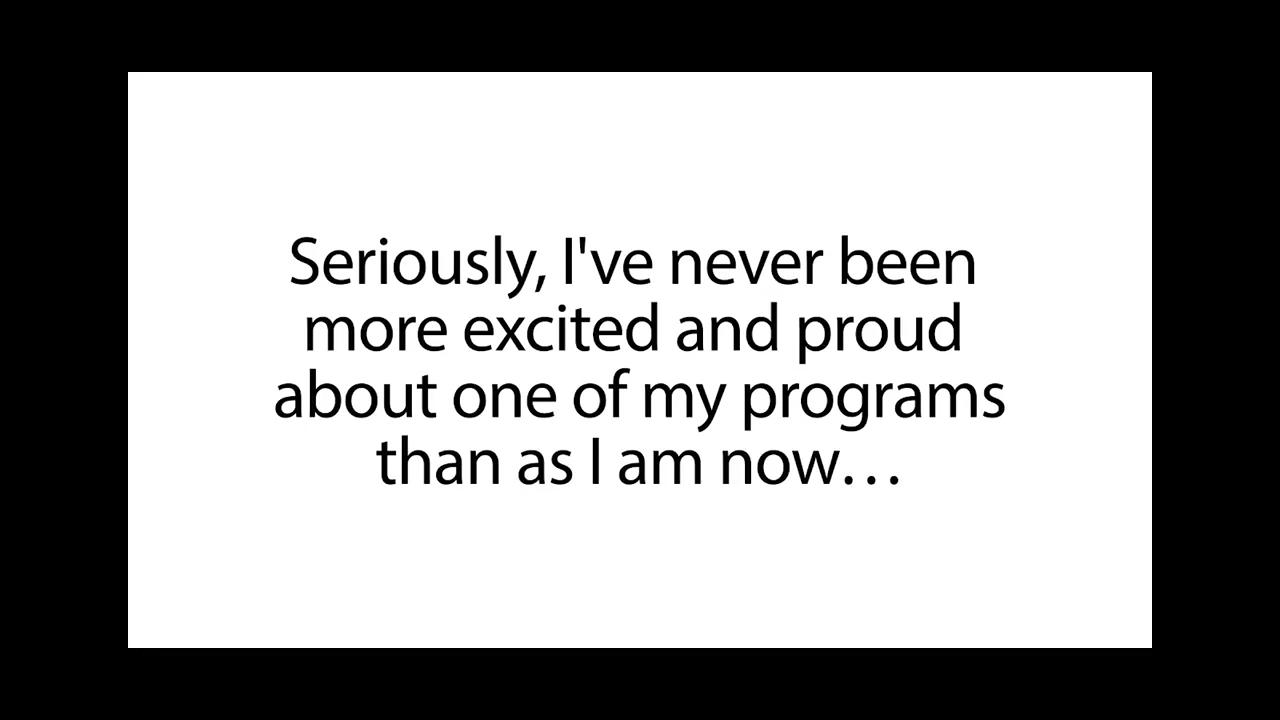 Seriously, I've never been
more excited and proud
about one of my programs
than as I am now…